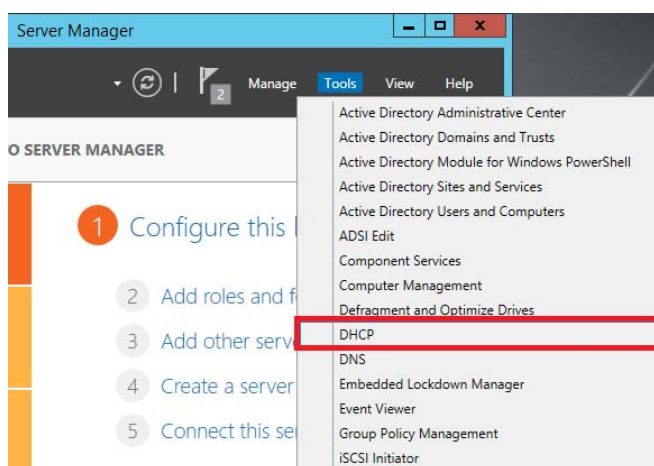 Server Manager
2 Manage Tools View Help
O SERVER MANAGER
1 Configure this
2 Add roles and
3 Add other
4 Create a server
5 Connect this
Active Directory Administrative Center
Active Directory Domains and Trusts
Active Directory Module for Windows PowerShell
Active Directory Sites and Services
Active Directory Users and Computers
ADSI Edit
Component Services
Computer Management
Defragment and Optimize Drives
DHCP
DNS
Embedded Lockdown Manager
Event Viewer
Group Policy Management
iSCSI Initiator